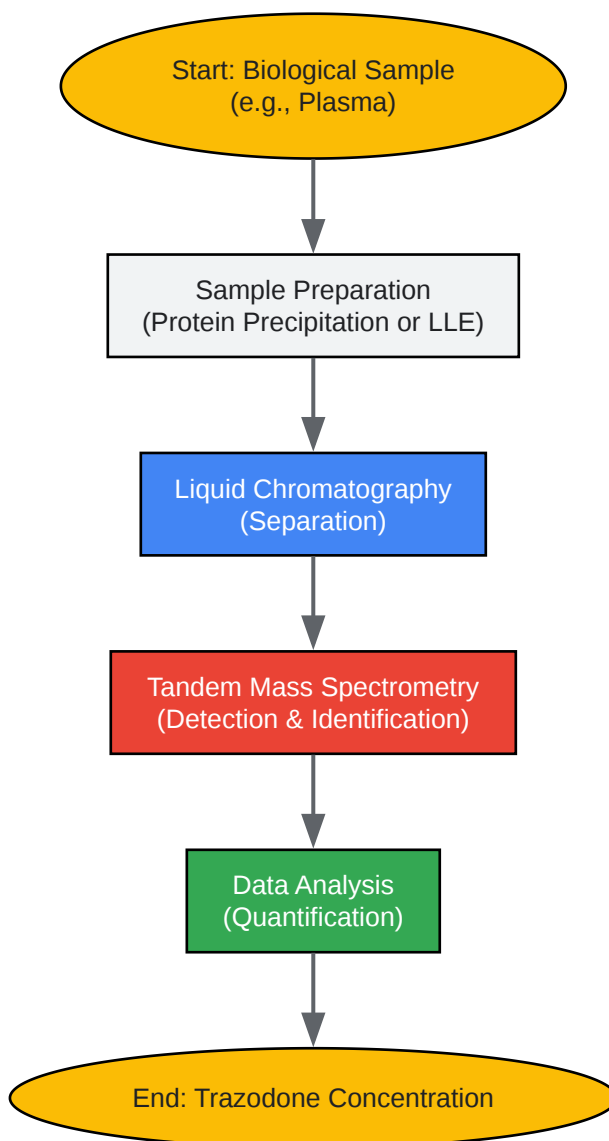 Start: Biological Sample
(e.g., Plasma)
Sample Preparation
(Protein Precipitation or LLE)
Liquid Chromatography
(Separation)
Tandem Mass Spectrometry
(Detection & Identification)
Data Analysis
(Quantification)
End: Trazodone Concentration